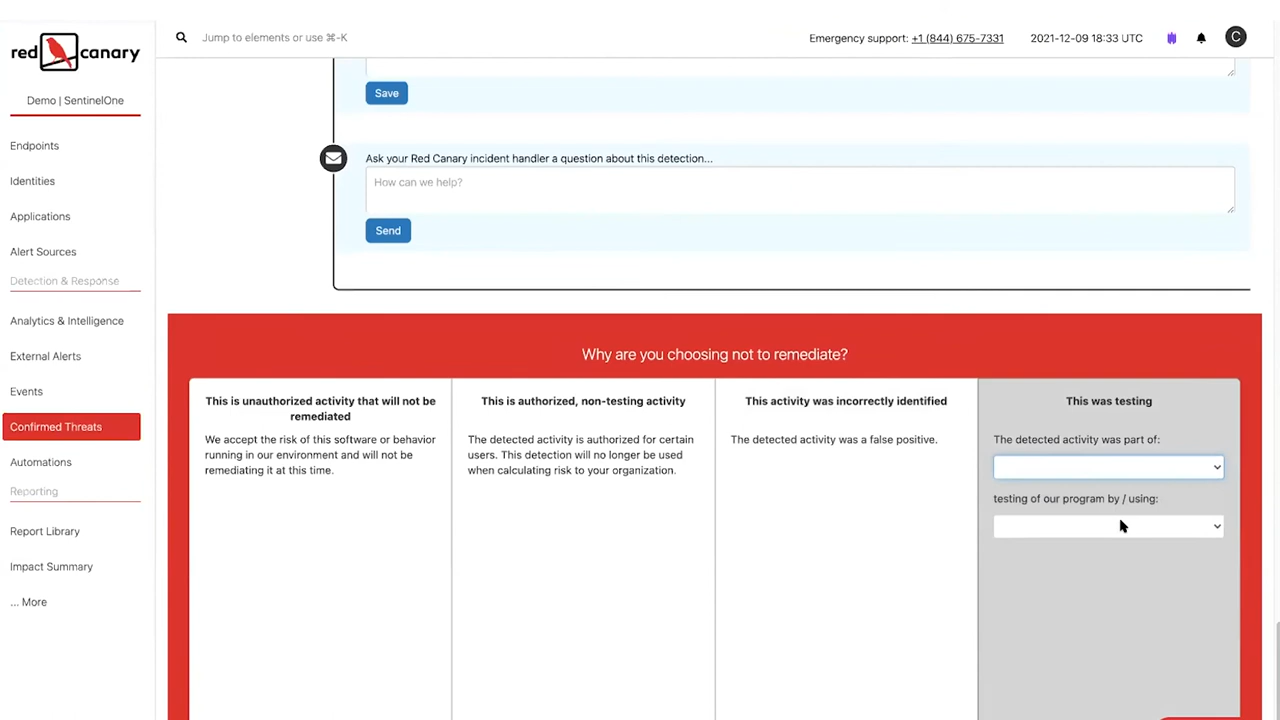 red canary
Jump to elements or use ⌘-K
Emergency support: +1 (844) 675-7331
2021-12-09 18:33 UTC
C
Demo | SentinelOne
Endpoints
Identities
Applications
Alert Sources
Detection & Response
Analytics & Intelligence
External Alerts
Events
Confirmed Threats
Automations
Reporting
Report Library
Impact Summary
... More
Save
Ask your Red Canary incident handler a question about this detection...
How can we help?
Send
Why are you choosing not to remediate?
This is unauthorized activity that will not be
remediated
We accept the risk of this software or behavior
running in our environment and will not be
remediating it at this time.
This is authorized, non-testing activity
The detected activity is authorized for certain
users. This detection will no longer be used
when calculating risk to your organization.
This activity was incorrectly identified
The detected activity was a false positive.
This was testing
The detected activity was part of:
testing of our program by / using: